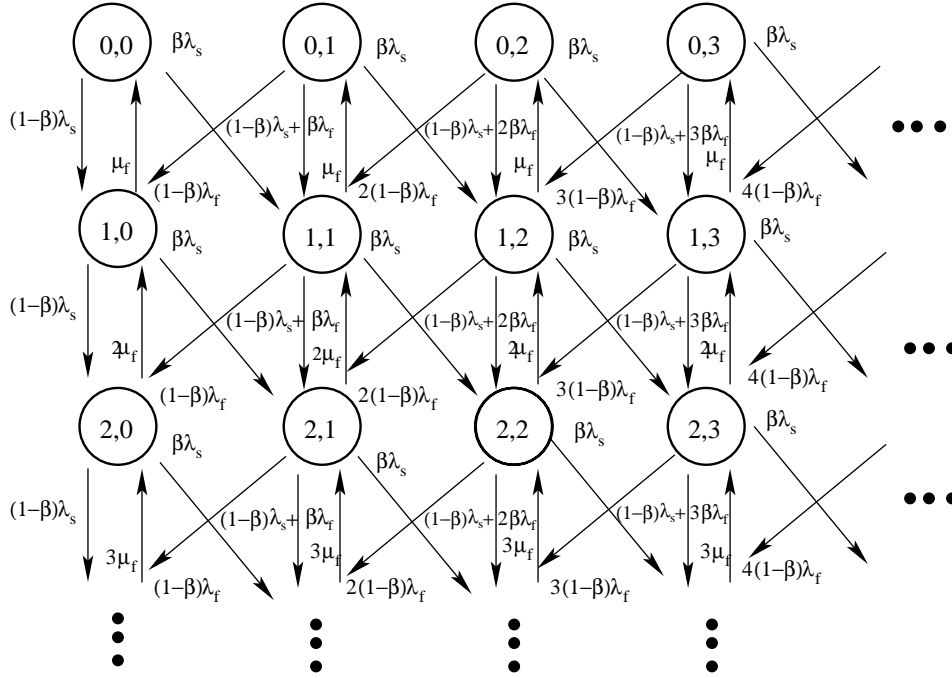 0,0 βλs 0,1 βλs 0,2 βλs 0,3 βλs
(1−β)λs (1−β)λs+ βλf (1−β)λs+ 2βλf (1−β)λs+ 3βλf
μf μf μf μf
(1−β)λf 2(1−β)λf 3(1−β)λf 4(1−β)λf
1,0 βλs 1,1 βλs 1,2 βλs 1,3 βλs
(1−β)λs (1−β)λs+ βλf (1−β)λs+ 2βλf (1−β)λs+ 3βλf
2μf 2μf 2μf 2μf
(1−β)λf 2(1−β)λf 3(1−β)λf 4(1−β)λf
2,0 βλs 2,1 βλs 2,2 βλs 2,3 βλs
(1−β)λs (1−β)λs+ βλf (1−β)λs+ 2βλf (1−β)λs+ 3βλf
3μf 3μf 3μf 3μf
(1−β)λf 2(1−β)λf 3(1−β)λf 4(1−β)λf